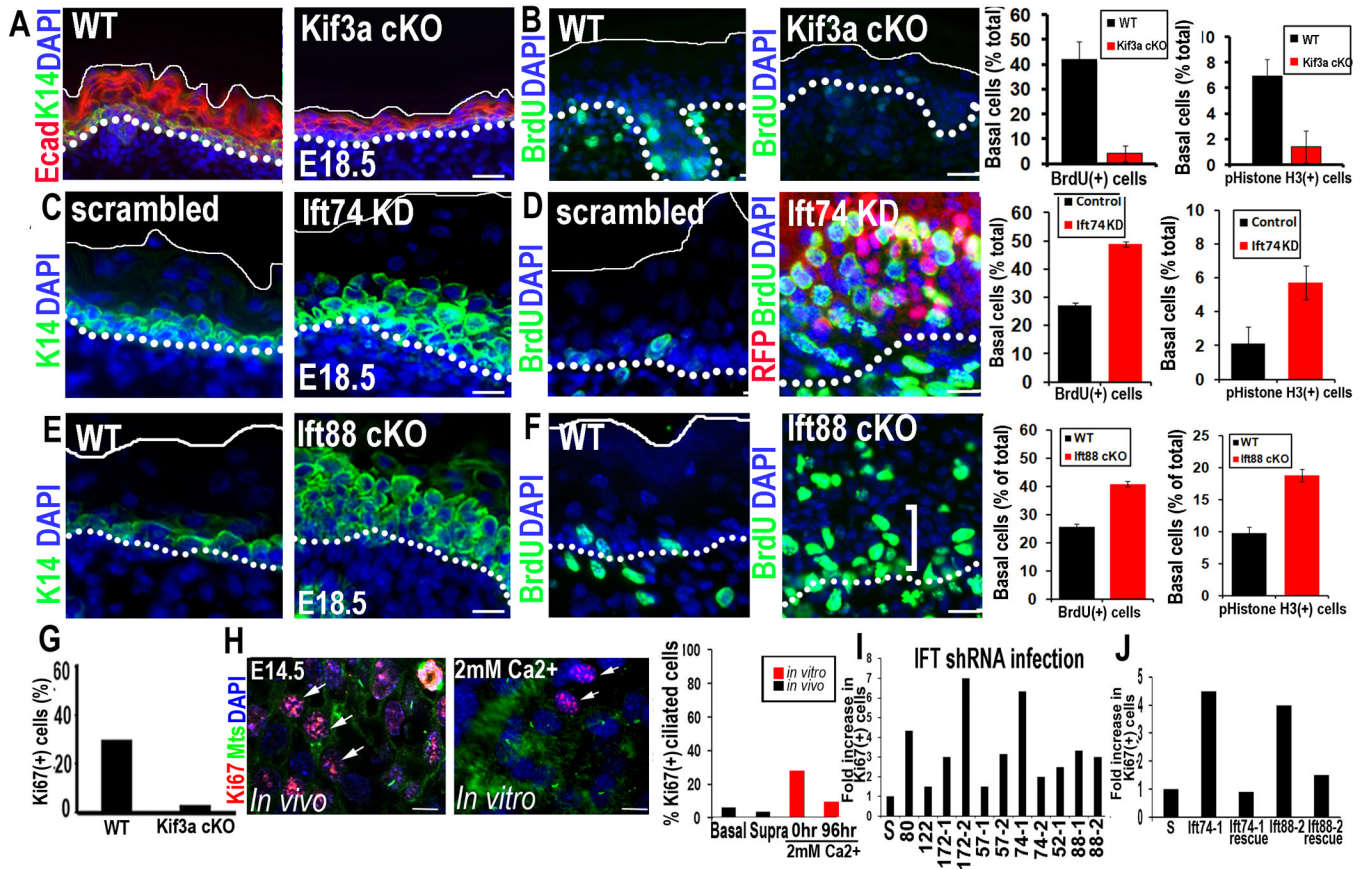 A
WT
Kif3a cKO
Ecad K14 DAPI
E18.5
B
WT
Kif3a cKO
BrdU DAPI
BrdU DAPI
Basal cells (% total)
50
40
30
20
10
0
WT
Kif3a cKO
BrdU(+) cells
Basal cells (% total)
10
8
6
4
2
0
WT
Kif3a cKO
pHistone H3(+) cells
C
scrambled
Ift74 KD
K14 DAPI
E18.5
D
scrambled
Ift74 KD
BrdU DAPI
RFP BrdU DAPI
Basal cells (% total)
60
50
40
30
20
10
0
Control
Ift74KD
BrdU(+) cells
Basal cells (% total)
8
6
4
2
0
Control
Ift74KD
pHistone H3(+) cells
E
WT
Ift88 cKO
K14 DAPI
E18.5
F
WT
Ift88 cKO
BrdU DAPI
BrdU DAPI
Basal cells (% of total)
60
50
40
30
20
10
0
WT
Ift88 cKO
BrdU(+) cells
Basal cells (% of total)
25
20
15
10
5
0
WT
Ift88 cKO
pHistone H3(+) cells
G
Ki67(+) cells (%)
60
40
20
0
WT
Kif3a cKO
H
Ki67 Mts DAPI
E14.5
In vivo
2mM Ca2+
In vitro
% Ki67(+) ciliated cells
100
80
60
40
20
0
in vitro
in vivo
Basal
Supra
0hr
96hr
2mM Ca2+
I
IFT shRNA infection
Fold increase in
Ki67(+) cells
8
7
6
5
4
3
2
1
0
S
80
122
172-1
172-2
57-1
57-2
74-1
74-2
52-1
88-1
88-2
J
Fold increase in
Ki67(+) cells
5
4
3
2
1
0
S
Ift74-1
Ift74-1
rescue
Ift88-2
Ift88-2
rescue